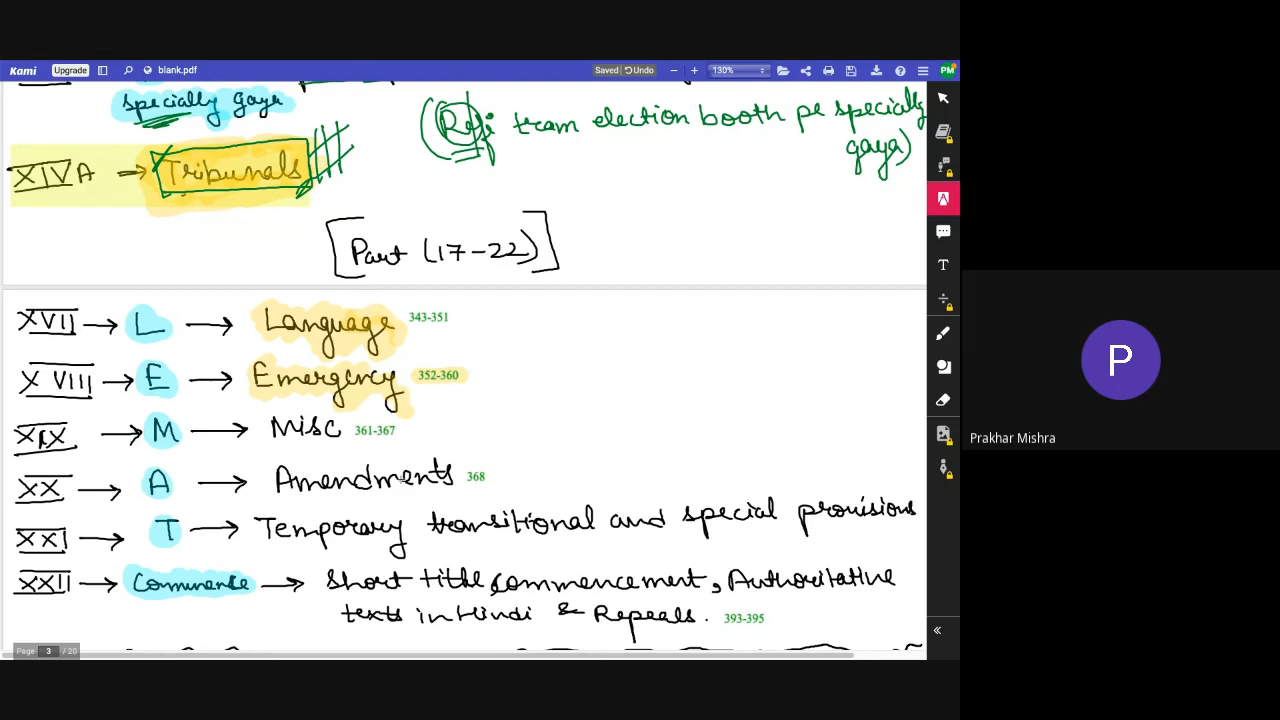 Kami Upgrade blank.pdf Saved Undo 130% PM
specially gaya
(Refi tram election booth pe specially
gaya)
XIVA → Tribunals
[Part (17-22)]
XVII → L → Language 343-351
XVIII → E → Emergency 352-360
XIX → M → Misc 361-367
XX → A → Amendments 368
XXI → T → Temporary transitional and special provisions
XXII → Commense → Short title, commencement, Authoritative
texts in Hindi & Repeals. 393-395
Page 3 / 20
P
Prakhar Mishra